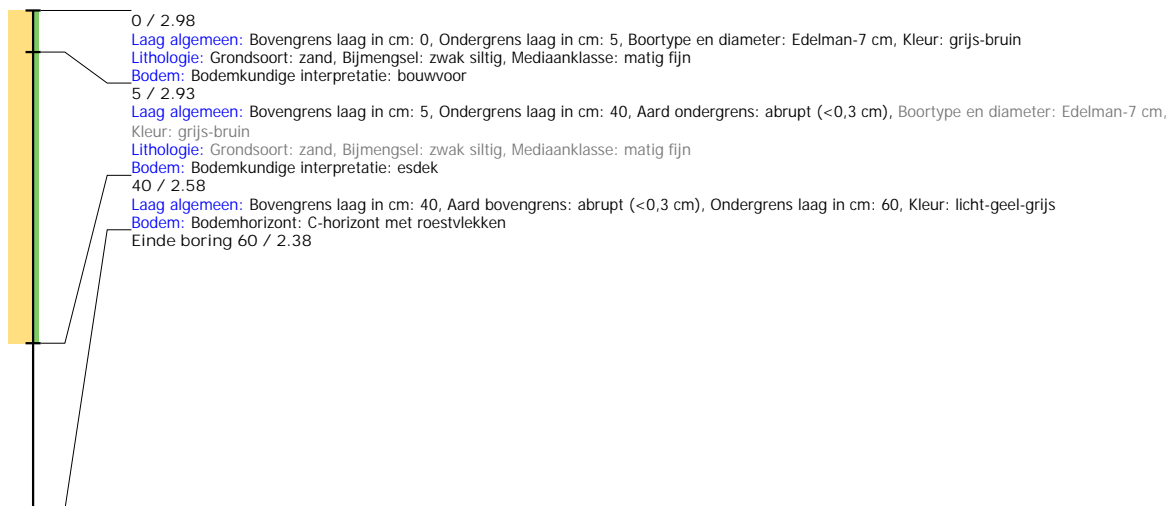 0 / 2.98
Laag algemeen: Bovengrens laag in cm: 0, Ondergrens laag in cm: 5, Boortype en diameter: Edelman-7 cm, Kleur: grijs-bruin
Lithologie: Grondsoort: zand, Bijmengsel: zwak siltig, Mediaanklasse: matig fijn
Bodem: Bodemkundige interpretatie: bouwvoor
5 / 2.93
Laag algemeen: Bovengrens laag in cm: 5, Ondergrens laag in cm: 40, Aard ondergrens: abrupt (<0,3 cm), Boortype en diameter: Edelman-7 cm,
Kleur: grijs-bruin
Lithologie: Grondsoort: zand, Bijmengsel: zwak siltig, Mediaanklasse: matig fijn
Bodem: Bodemkundige interpretatie: esdek
40 / 2.58
Laag algemeen: Bovengrens laag in cm: 40, Aard bovengrens: abrupt (<0,3 cm), Ondergrens laag in cm: 60, Kleur: licht-geel-grijs
Bodem: Bodemhorizont: C-horizont met roestvlekken
Einde boring 60 / 2.38